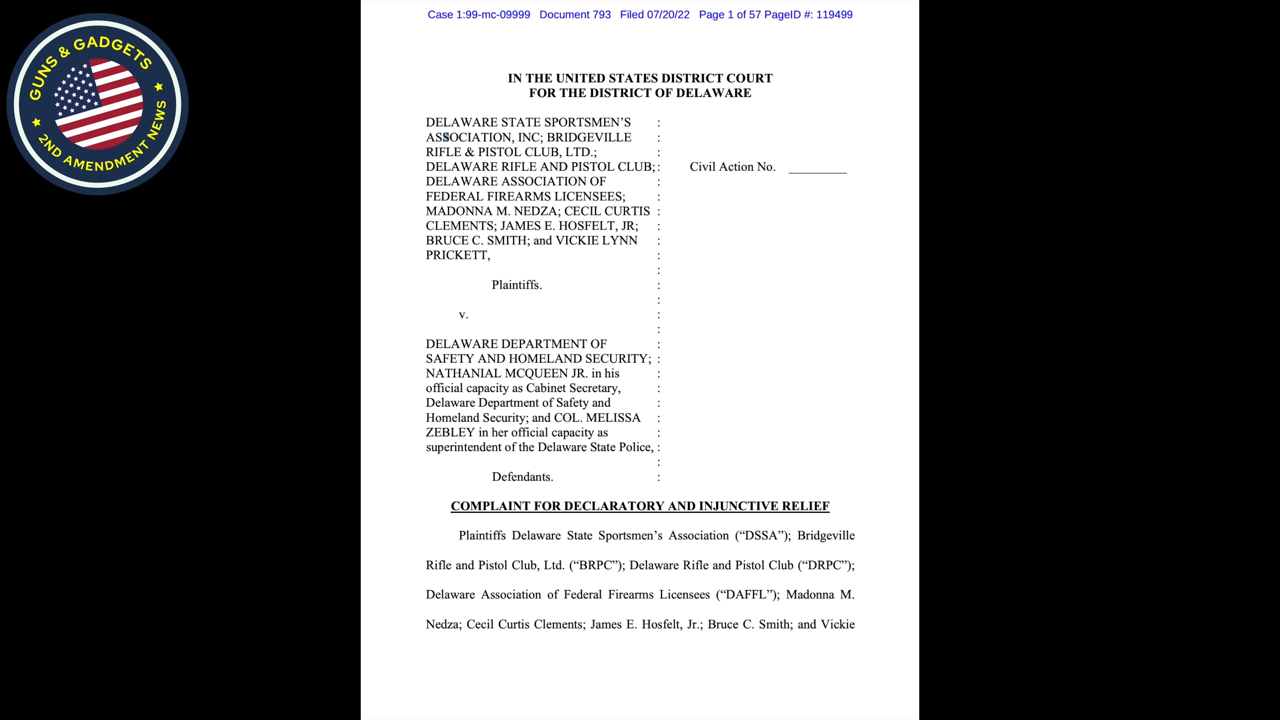 GUNS & GADGETS
2ND AMENDMENT NEWS
Case 1:99-mc-09999 Document 793 Filed 07/20/22 Page 1 of 57 PageID #: 119499
IN THE UNITED STATES DISTRICT COURT
FOR THE DISTRICT OF DELAWARE
DELAWARE STATE SPORTSMEN’S :
ASSOCIATION, INC; BRIDGEVILLE :
RIFLE & PISTOL CLUB, LTD.; :
DELAWARE RIFLE AND PISTOL CLUB; : Civil Action No. _________
DELAWARE ASSOCIATION OF :
FEDERAL FIREARMS LICENSEES; :
MADONNA M. NEDZA; CECIL CURTIS :
CLEMENTS; JAMES E. HOSFELT, JR; :
BRUCE C. SMITH; and VICKIE LYNN :
PRICKETT, :
:
Plaintiffs. :
:
v. :
:
DELAWARE DEPARTMENT OF :
SAFETY AND HOMELAND SECURITY; :
NATHANIAL MCQUEEN JR. in his :
official capacity as Cabinet Secretary, :
Delaware Department of Safety and :
Homeland Security; and COL. MELISSA :
ZEBLEY in her official capacity as :
superintendent of the Delaware State Police, :
:
Defendants. :
COMPLAINT FOR DECLARATORY AND INJUNCTIVE RELIEF
Plaintiffs Delaware State Sportsmen’s Association (“DSSA”); Bridgeville
Rifle and Pistol Club, Ltd. (“BRPC”); Delaware Rifle and Pistol Club (“DRPC”);
Delaware Association of Federal Firearms Licensees (“DAFFL”); Madonna M.
Nedza; Cecil Curtis Clements; James E. Hosfelt, Jr.; Bruce C. Smith; and Vickie